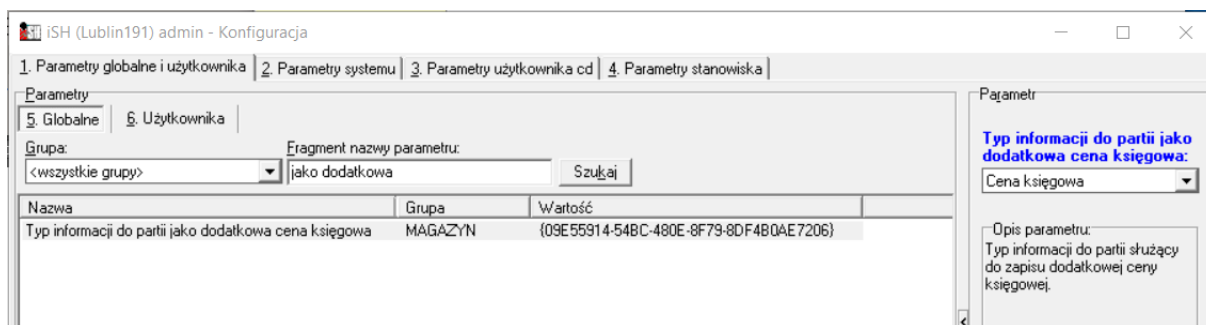 iSH (Lublin191) admin - Konfiguracja
1. Parametry globalne i użytkownika 2. Parametry systemu 3. Parametry użytkownika cd 4. Parametry stanowiska
Parametry
5. Globalne 6. Użytkownika
Grupa: Fragment nazwy parametru:
<wszystkie grupy> jako dodatkowa Szukaj
Nazwa Grupa Wartość
Typ informacji do partii jako dodatkowa cena księgowa MAGAZYN {09E55914-54BC-480E-8F79-8DF4B0AE7206}
Parametr
Typ informacji do partii jako
dodatkowa cena księgowa:
Cena księgowa
Opis parametru:
Typ informacji do partii służący
do zapisu dodatkowej ceny
księgowej.